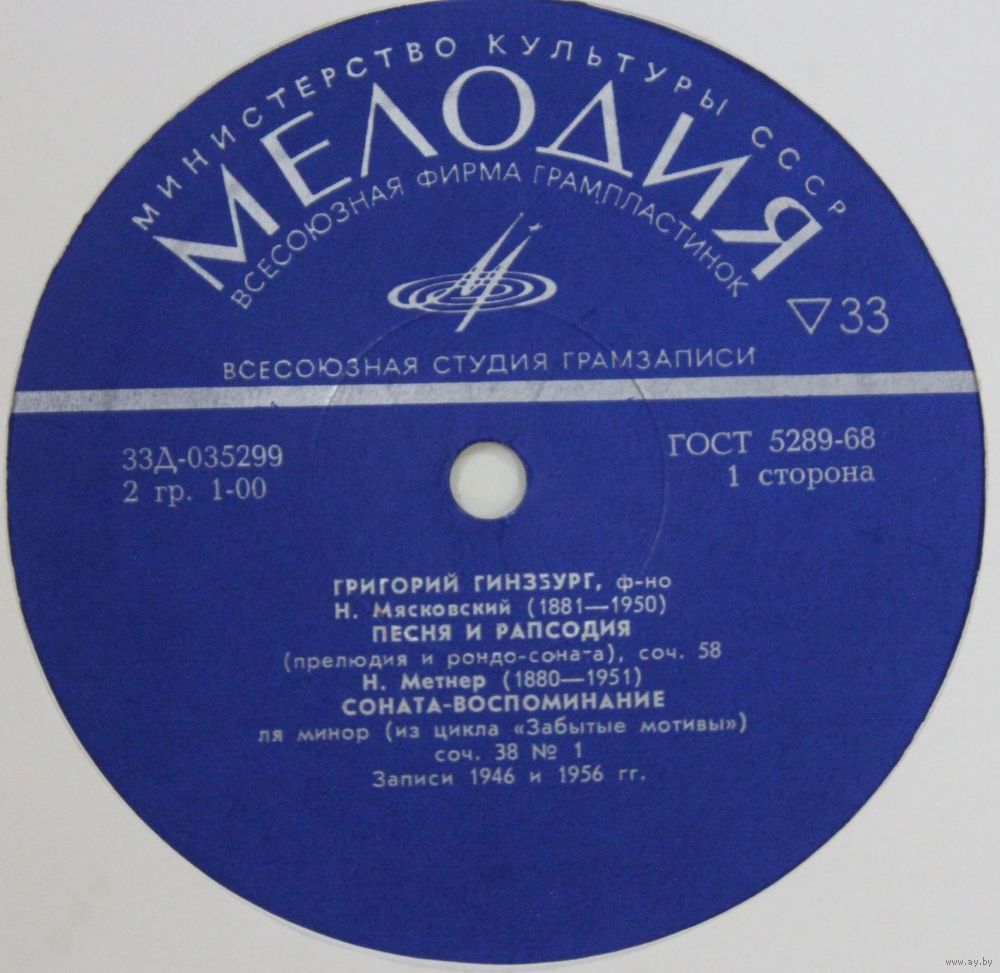 МИНИСТЕРСТВО КУЛЬТУРЫ СССР
МЕЛОДИЯ
ВСЕСОЮЗНАЯ ФИРМА ГРАМПЛАСТИНОК
▽33
ВСЕСОЮЗНАЯ СТУДИЯ ГРАМЗАПИСИ
33Д-035299
2 гр. 1-00
ГОСТ 5289-68
1 сторона
ГРИГОРИЙ ГИНЗБУРГ, ф-но
Н. Мясковский (1881—1950)
ПЕСНЯ И РАПСОДИЯ
(прелюдия и рондо-соната), соч. 58
Н. Метнер (1880—1951)
СОНАТА-ВОСПОМИНАНИЕ
ля минор (из цикла «Забытые мотивы»)
соч. 38 № 1
Записи 1946 и 1956 гг.
www.ay.by